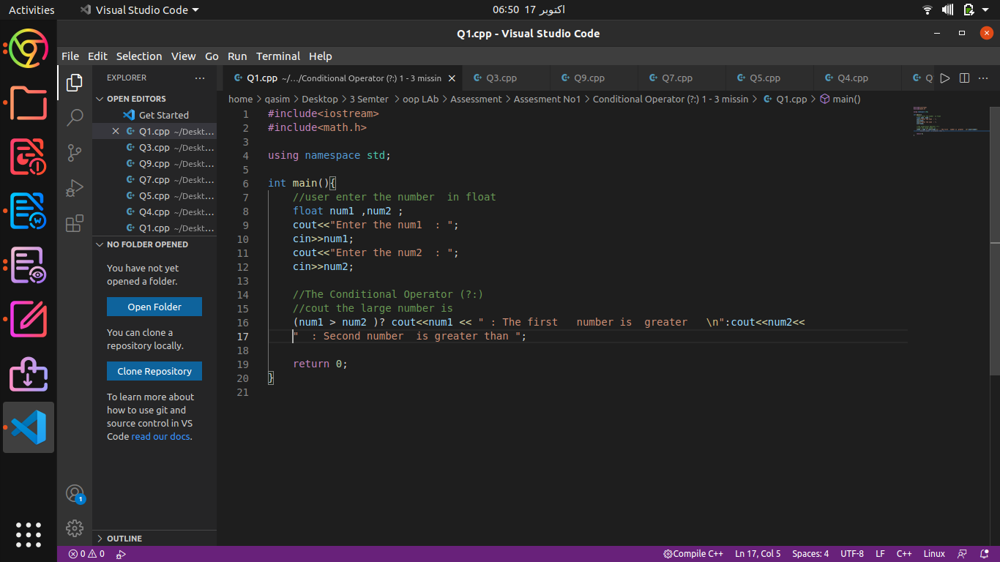 Activities
Visual Studio Code
06:50 17 اکتوبر
Q1.cpp - Visual Studio Code
File Edit Selection View Go Run Terminal Help
EXPLORER
OPEN EDITORS
Get Started
Q1.cpp ~/Deskt...
Q3.cpp ~/Deskt...
Q9.cpp ~/Deskt...
Q7.cpp ~/Deskt...
Q5.cpp ~/Deskt...
Q4.cpp ~/Deskt...
Q1.cpp ~/Deskt...
NO FOLDER OPENED
You have not yet
opened a folder.
Open Folder
You can clone a
repository locally.
Clone Repository
To learn more about
how to use git and
source control in VS
Code read our docs.
OUTLINE
1
Q1.cpp ~/.../Conditional Operator (?:) 1 - 3 missin
Q3.cpp
Q9.cpp
Q7.cpp
Q5.cpp
Q4.cpp
Q
home > qasim > Desktop > 3 Semter > oop LAb > Assessment > Assesment No1 > Conditional Operator (?:) 1 - 3 missin > Q1.cpp > main()
1 #include<iostream>
2 #include<math.h>
3
4 using namespace std;
5
6 int main(){
7 //user enter the number  in float
8 float num1 ,num2 ;
9 cout<<"Enter the num1  : ";
10 cin>>num1;
11 cout<<"Enter the num2  : ";
12 cin>>num2;
13
14 //The Conditional Operator (?:)
15 //cout the large number is
16 (num1 > num2 )? cout<<num1 << " : The first   number is  greater   \n":cout<<num2<<
17 "  : Second number  is greater than ";
18
19 return 0;
20 }
21
0 0
Compile C++
Ln 17, Col 5
Spaces: 4
UTF-8
LF
C++
Linux